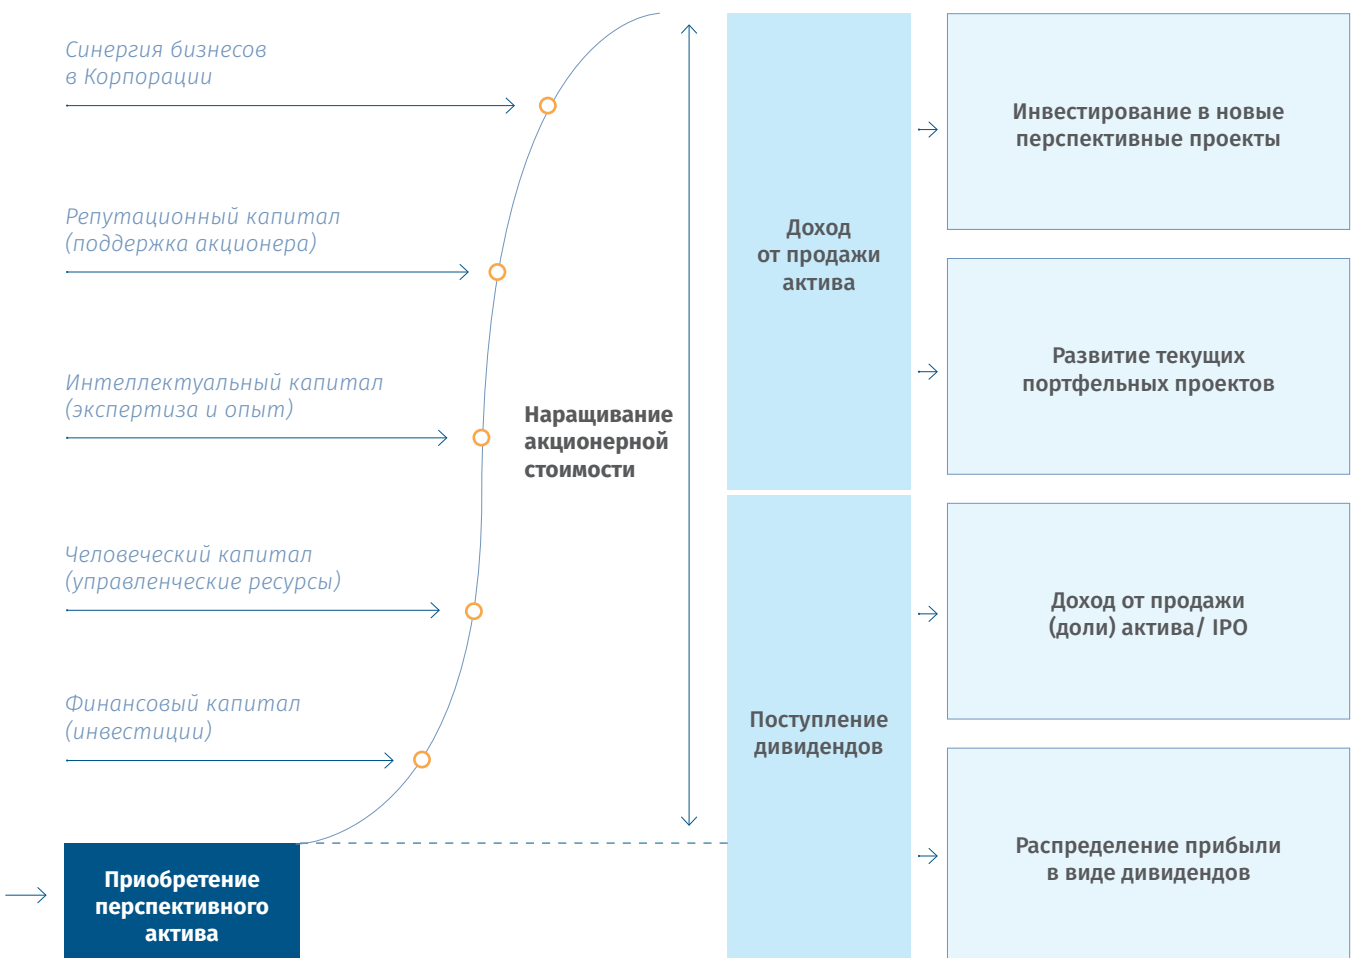 Синергия бизнесов
в Корпорации
Репутационный капитал
(поддержка акционера)
Интеллектуальный капитал
(экспертиза и опыт)
Человеческий капитал
(управленческие ресурсы)
Финансовый капитал
(инвестиции)
Приобретение
перспективного
актива
Наращивание
акционерной
стоимости
Доход
от продажи
актива
Поступление
дивидендов
Инвестирование в новые
перспективные проекты
Развитие текущих
портфельных проектов
Доход от продажи
(доли) актива/ IPO
Распределение прибыли
в виде дивидендов